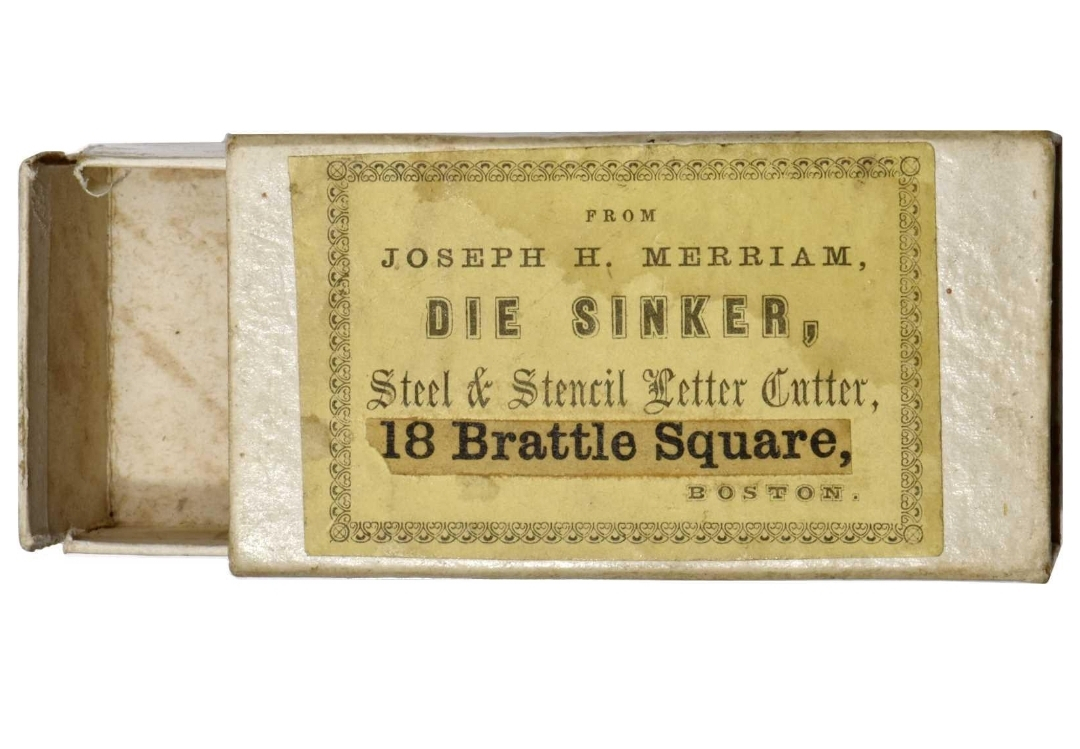 FROM
JOSEPH H. MERRIAM,
DIE SINKER,
Steel & Stencil Letter Cutter,
18 Brattle Square,
BOSTON.